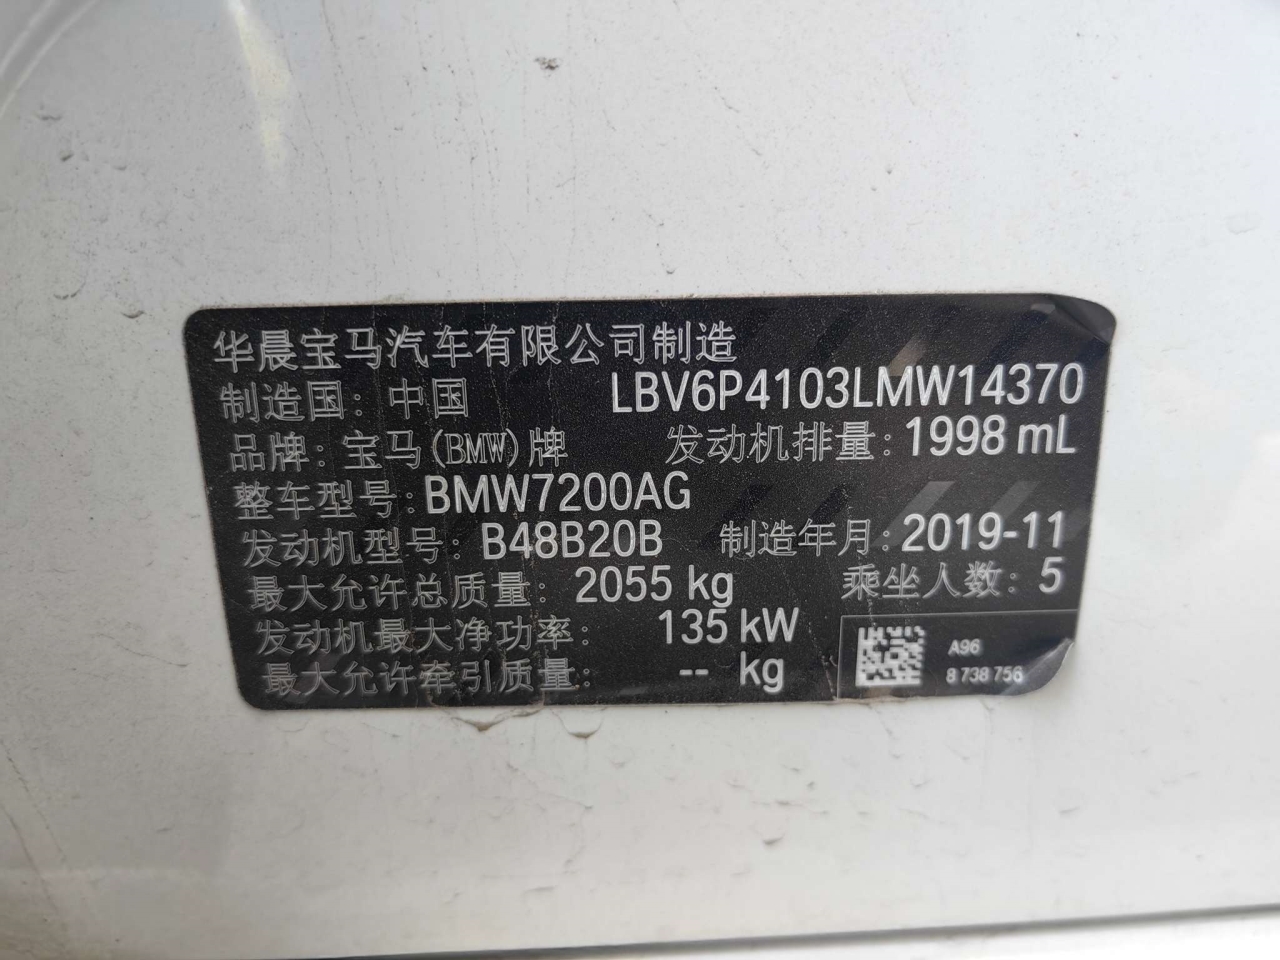 华晨宝马汽车有限公司制造
制造国：中国 LBV6P4103LMW14370
品牌：宝马(BMW)牌 发动机排量：1998 mL
整车型号：BMW7200AG
发动机型号：B48B20B 制造年月：2019-11
最大允许总质量：2055 kg 乘坐人数：5
发动机最大净功率：135 kW
最大允许牵引质量：-- kg
A96
8 738 756